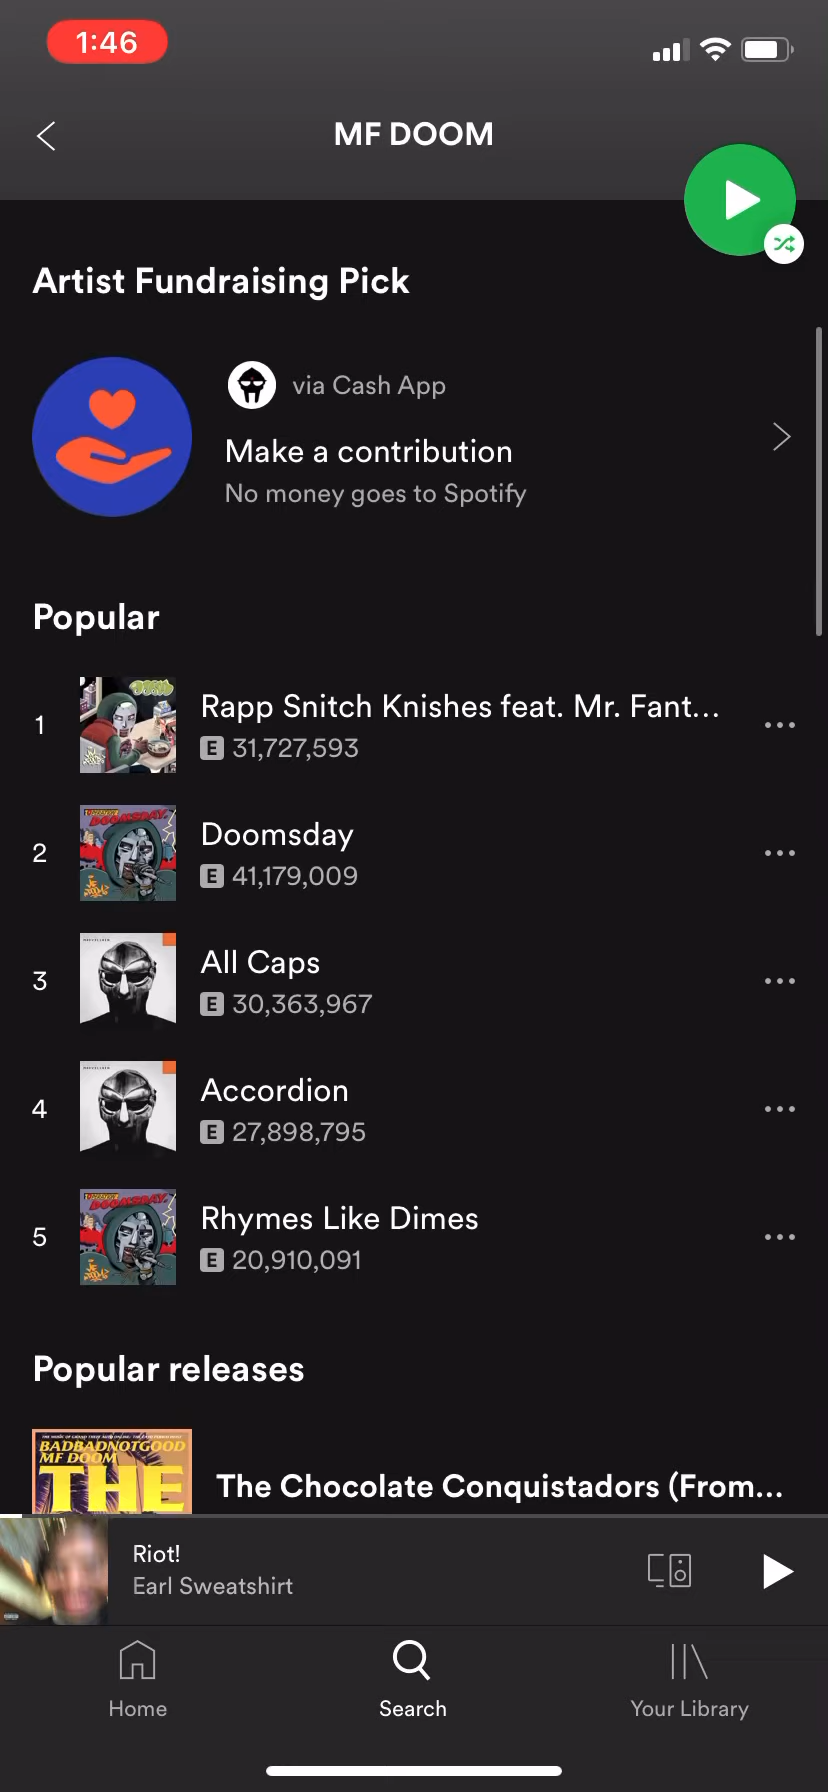 1:46
MF DOOM
Artist Fundraising Pick
via Cash App
Make a contribution
No money goes to Spotify
Popular
1
Rapp Snitch Knishes feat. Mr. Fant...
E 31,727,593
2
DOOMSDAY.
Doomsday
E 41,179,009
3
All Caps
E 30,363,967
4
Accordion
E 27,898,795
5
DOOMSDAY.
Rhymes Like Dimes
E 20,910,091
Popular releases
BADBADNOTGOOD
MF DOOM
THE
The Chocolate Conquistadors (From...
Riot!
Earl Sweatshirt
Home
Search
Your Library